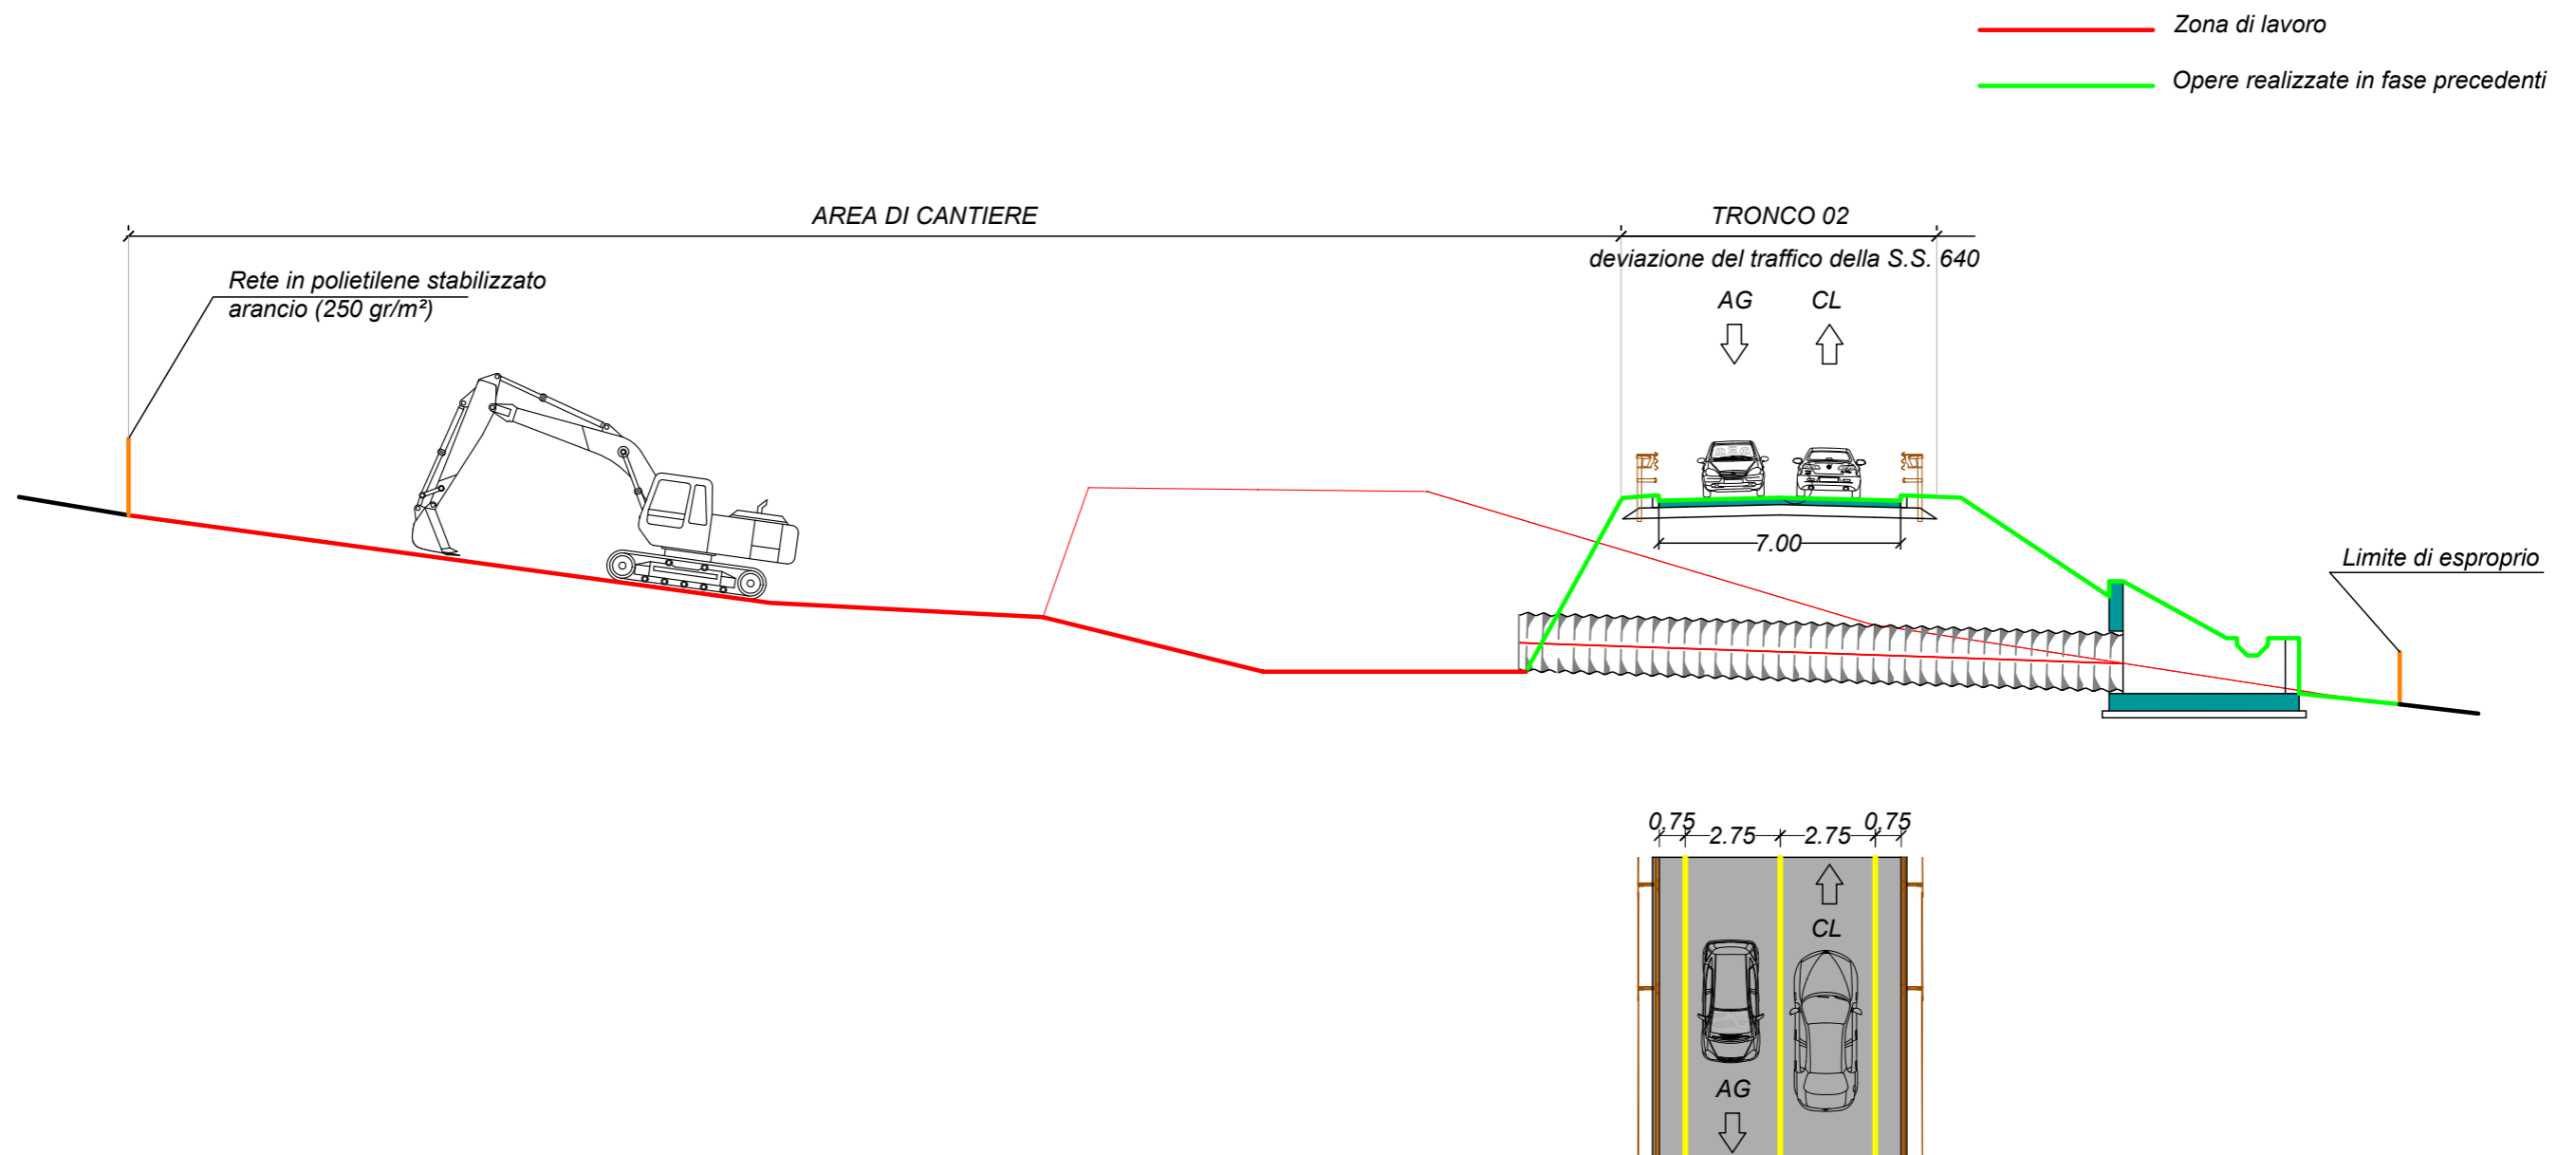 Zona di lavoro
Opere realizzate in fase precedenti
AREA DI CANTIERE
TRONCO 02
deviazione del traffico della S.S. 640
Rete in polietilene stabilizzato
arancio (250 gr/m²)
AG
CL
7.00
Limite di esproprio
0.75
2.75
2.75
0.75
CL
AG